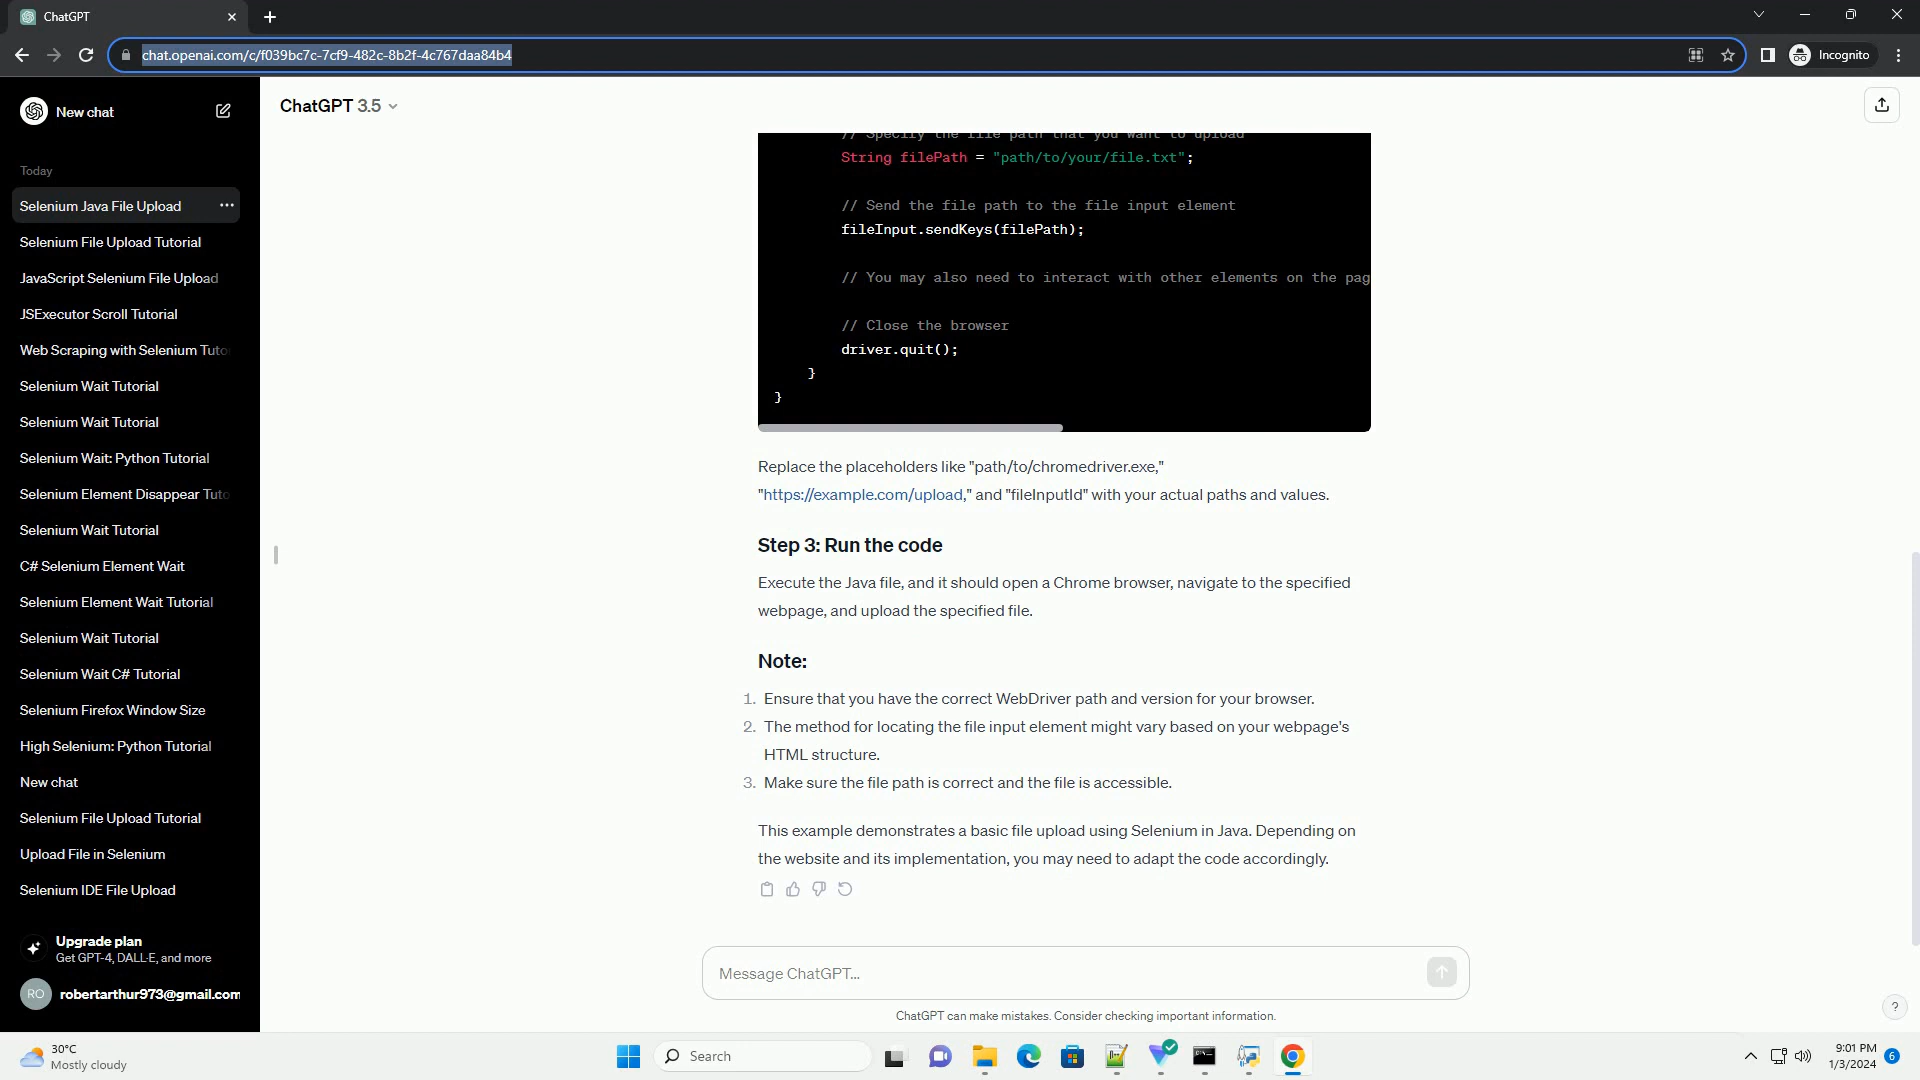 ChatGPT
chat.openai.com/c/f039bc7c-7cf9-482c-8b2f-4c767daa84b4
Incognito
New chat
Today
Selenium Java File Upload
Selenium File Upload Tutorial
JavaScript Selenium File Upload
JSExecutor Scroll Tutorial
Web Scraping with Selenium Tuto
Selenium Wait Tutorial
Selenium Wait Tutorial
Selenium Wait: Python Tutorial
Selenium Element Disappear Tuto
Selenium Wait Tutorial
C# Selenium Element Wait
Selenium Element Wait Tutorial
Selenium Wait Tutorial
Selenium Wait C# Tutorial
Selenium Firefox Window Size
High Selenium: Python Tutorial
New chat
Selenium File Upload Tutorial
Upload File in Selenium
Selenium IDE File Upload
Upgrade plan
Get GPT-4, DALL·E, and more
RO
robertarthur973@gmail.com
ChatGPT 3.5
// Specify the file path that you want to upload
String filePath = "path/to/your/file.txt";
// Send the file path to the file input element
fileInput.sendKeys(filePath);
// You may also need to interact with other elements on the pag
// Close the browser
driver.quit();
}
}
Replace the placeholders like "path/to/chromedriver.exe,"
"https://example.com/upload," and "fileInputId" with your actual paths and values.
Step 3: Run the code
Execute the Java file, and it should open a Chrome browser, navigate to the specified
webpage, and upload the specified file.
Note:
1. Ensure that you have the correct WebDriver path and version for your browser.
2. The method for locating the file input element might vary based on your webpage's
HTML structure.
3. Make sure the file path is correct and the file is accessible.
This example demonstrates a basic file upload using Selenium in Java. Depending on
the website and its implementation, you may need to adapt the code accordingly.
Message ChatGPT...
ChatGPT can make mistakes. Consider checking important information.
?
30°C
Mostly cloudy
Search
9:01 PM
1/3/2024
6